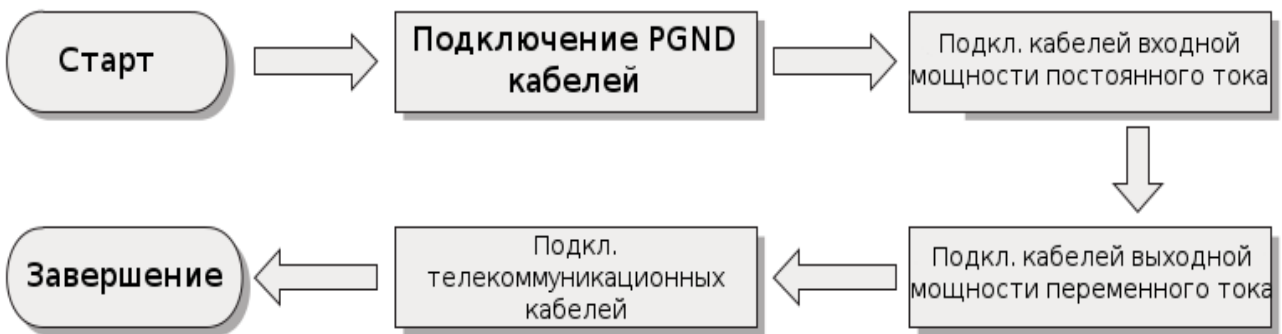 Старт
Подключение PGND
кабелей
Подкл. кабелей входной
мощности постоянного тока
Подкл. кабелей выходной
мощности переменного тока
Подкл.
телекоммуникационных
кабелей
Завершение